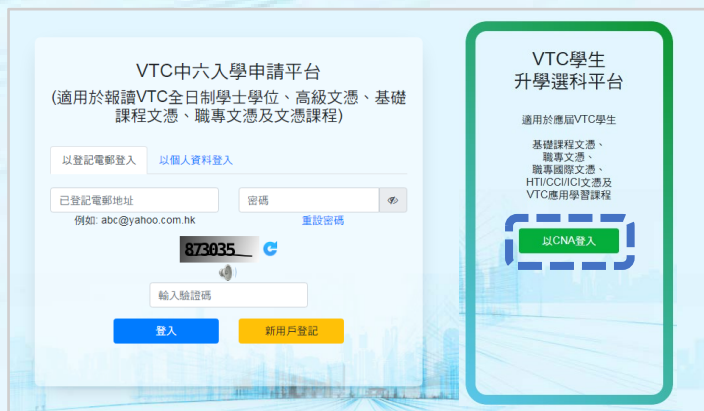 VTC中六入學申請平台
(適用於報讀VTC全日制學士學位、高級文憑、基礎
課程文憑、職專文憑及文憑課程)
以登記電郵登入
以個人資料登入
已登記電郵地址
密碼
例如: abc@yahoo.com.hk
重設密碼
873035
輸入驗證碼
登入
新用戶登記
VTC學生
升學選科平台
適用於應屆VTC學生
基礎課程文憑、
職專文憑、
職專國際文憑、
HTI/CCI/ICI文憑及
VTC應用學習課程
以CNA登入